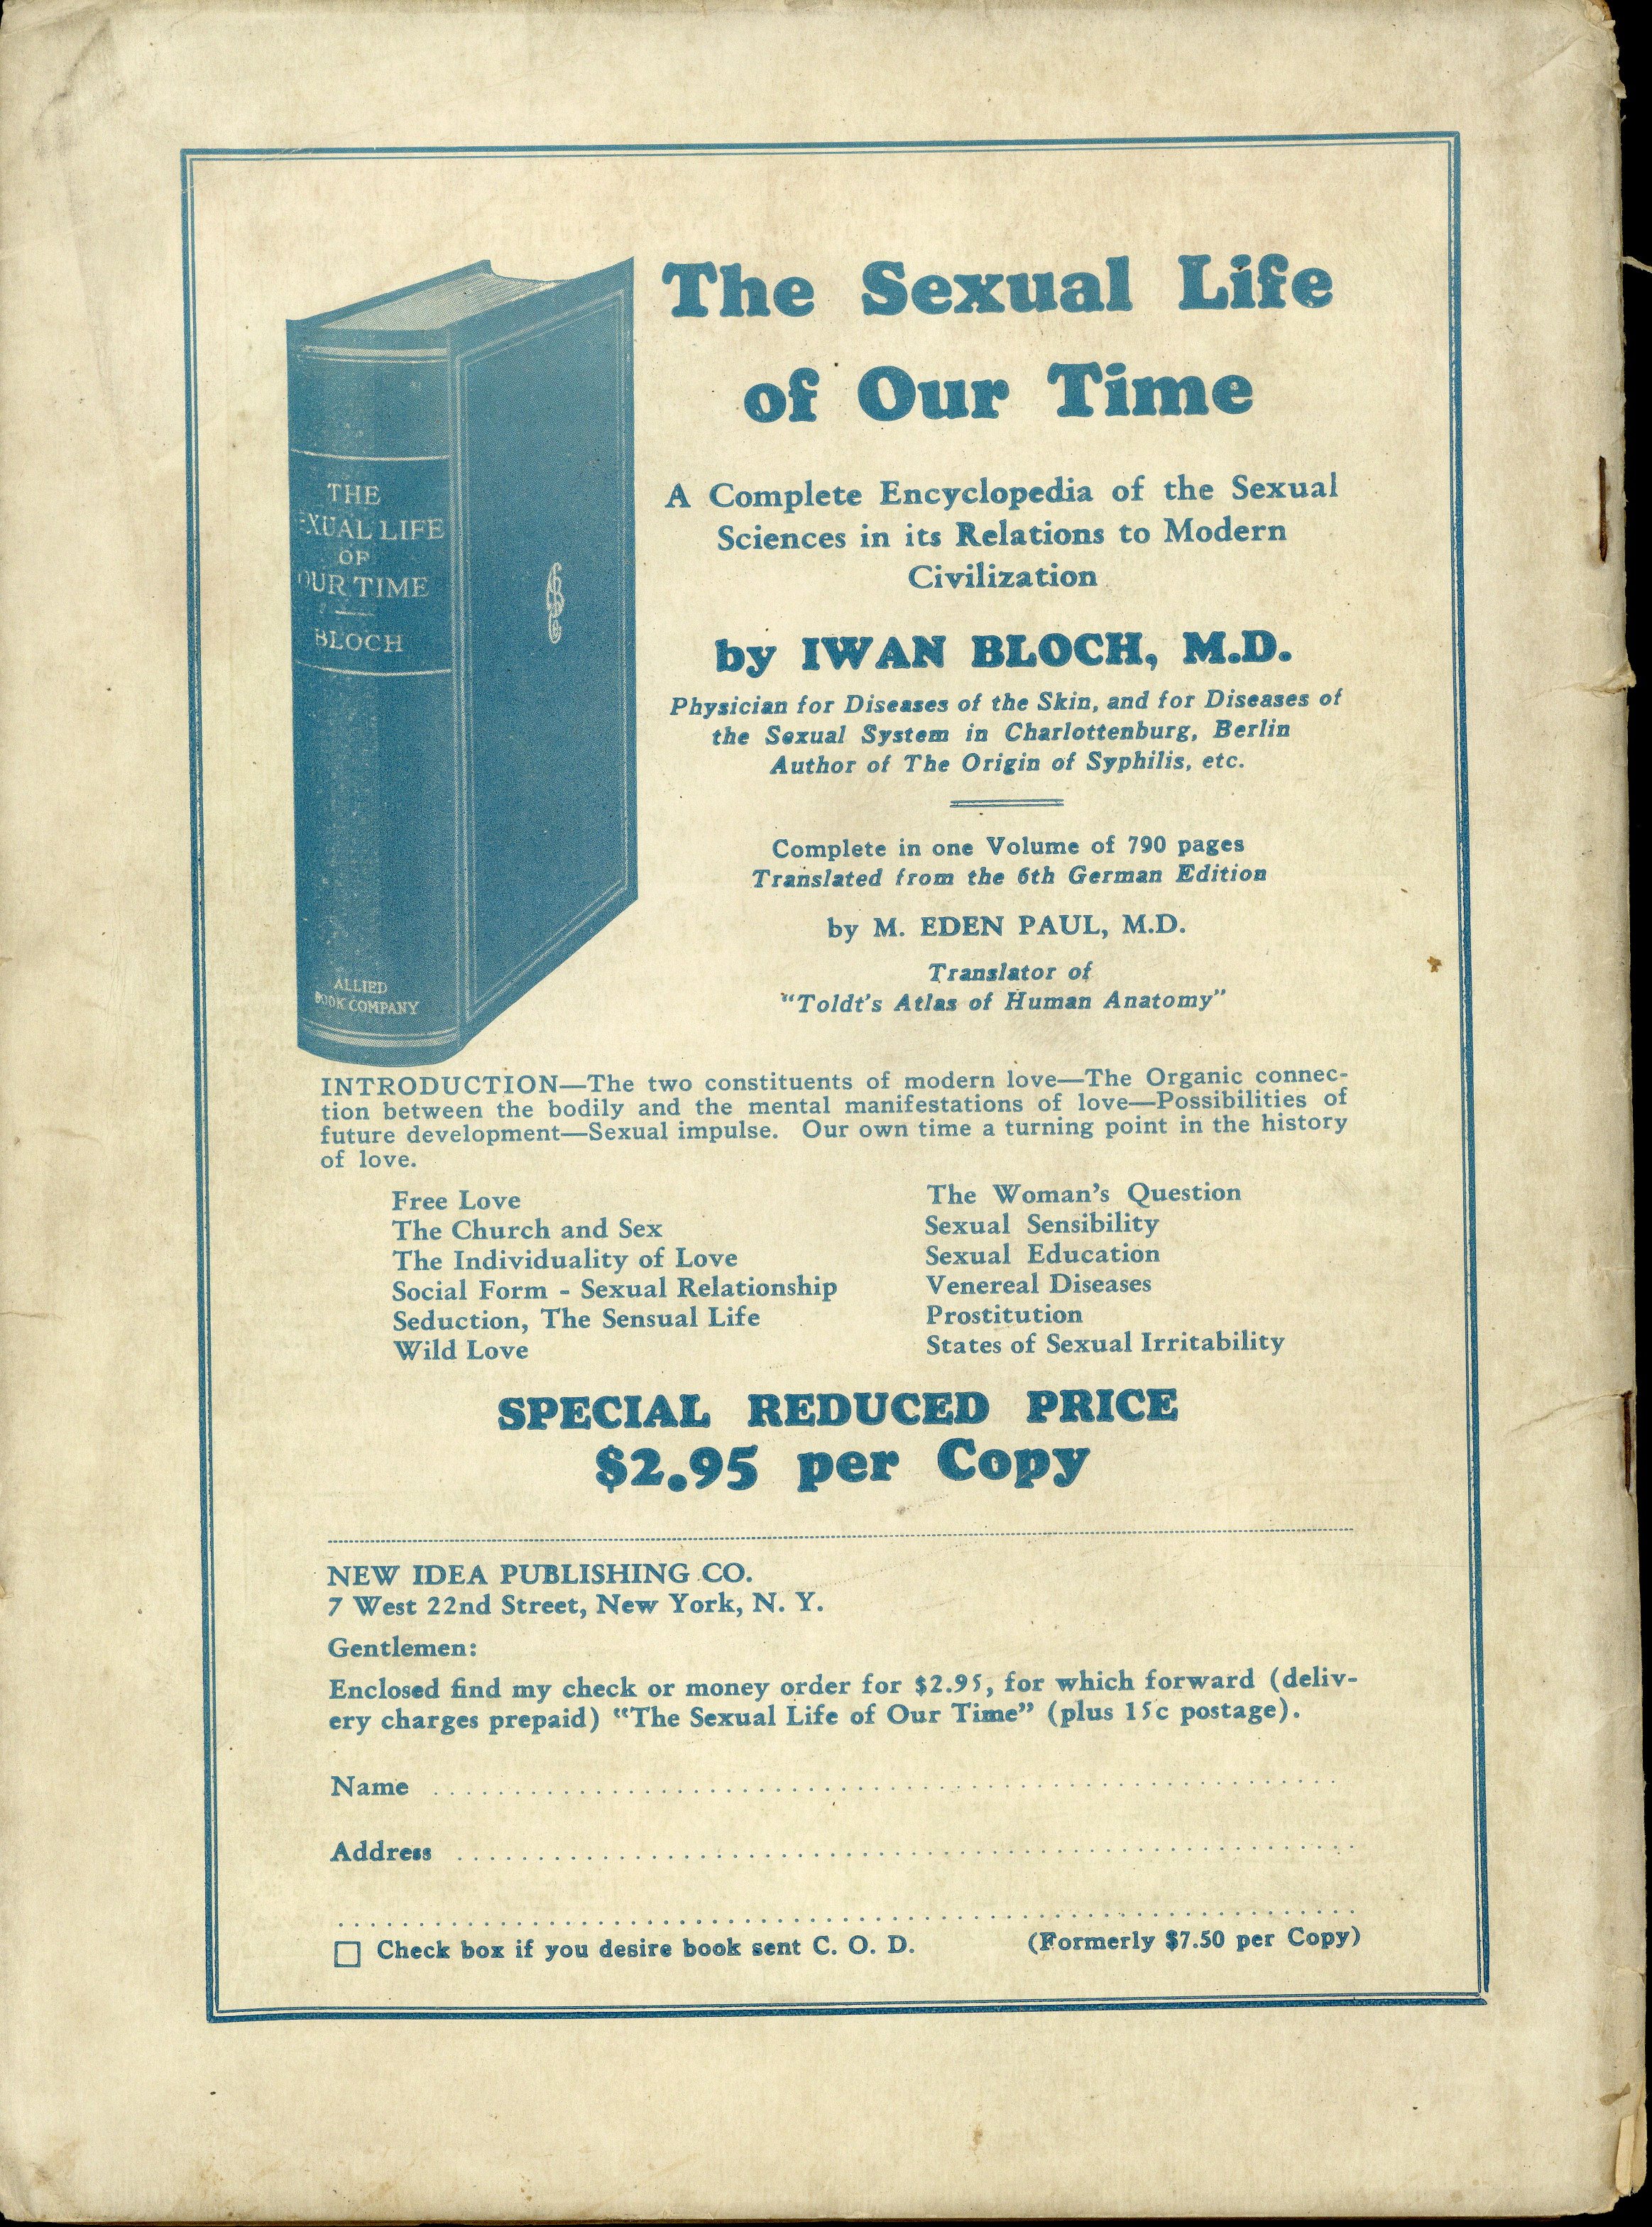 The Sexual Life
of Our Time
THE
EXUAL LIFE
OF
OUR TIME
BLOCH
ALLIED
BOOK COMPANY
A Complete Encyclopedia of the Sexual
Sciences in its Relations to Modern
Civilization
by IWAN BLOCH, M.D.
Physician for Diseases of the Skin, and for Diseases of
the Sexual System in Charlottenburg, Berlin
Author of The Origin of Syphilis, etc.
Complete in one Volume of 790 pages
Translated from the 6th German Edition
by M. EDEN PAUL, M.D.
Translator of
"Toldt's Atlas of Human Anatomy"
INTRODUCTION—The two constituents of modern love—The Organic connec-
tion between the bodily and the mental manifestations of love—Possibilities of
future development—Sexual impulse. Our own time a turning point in the history
of love.
Free Love
The Church and Sex
The Individuality of Love
Social Form - Sexual Relationship
Seduction, The Sensual Life
Wild Love
The Woman's Question
Sexual Sensibility
Sexual Education
Venereal Diseases
Prostitution
States of Sexual Irritability
SPECIAL REDUCED PRICE
$2.95 per Copy
NEW IDEA PUBLISHING CO.
7 West 22nd Street, New York, N. Y.
Gentlemen:
Enclosed find my check or money order for $2.95, for which forward (deliv-
ery charges prepaid) "The Sexual Life of Our Time" (plus 15c postage).
Name
Address
Check box if you desire book sent C. O. D. (Formerly $7.50 per Copy)